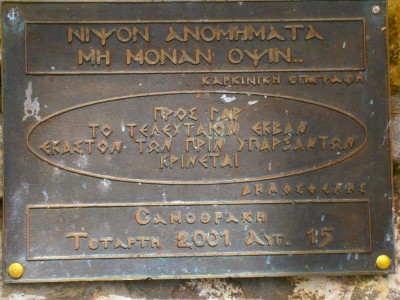 ΝΙΨΟΝ ΑΝΟΜΗΜΑΤΑ
ΜΗ ΜΟΝΑΝ ΟΨΙΝ..
ΚΑΡΚΙΝΙΚΗ ΕΠΙΓΡΑΦΗ
ΠΡΟΣ ΓΑΡ
ΤΟ ΤΕΛΕΥΤΑΙΟΝ ΕΚΒΑΝ
ΕΚΑΣΤΟΝ ΤΩΝ ΠΡΙΝ ΥΠΑΡΞΑΝΤΩΝ
ΚΡΙΝΕΤΑΙ
ΔΗΜΟΣΘΕΝΗΣ
ΣΑΜΟΘΡΑΚΗ
ΤΕΤΑΡΤΗ 2001 ΑΥΓ. 15